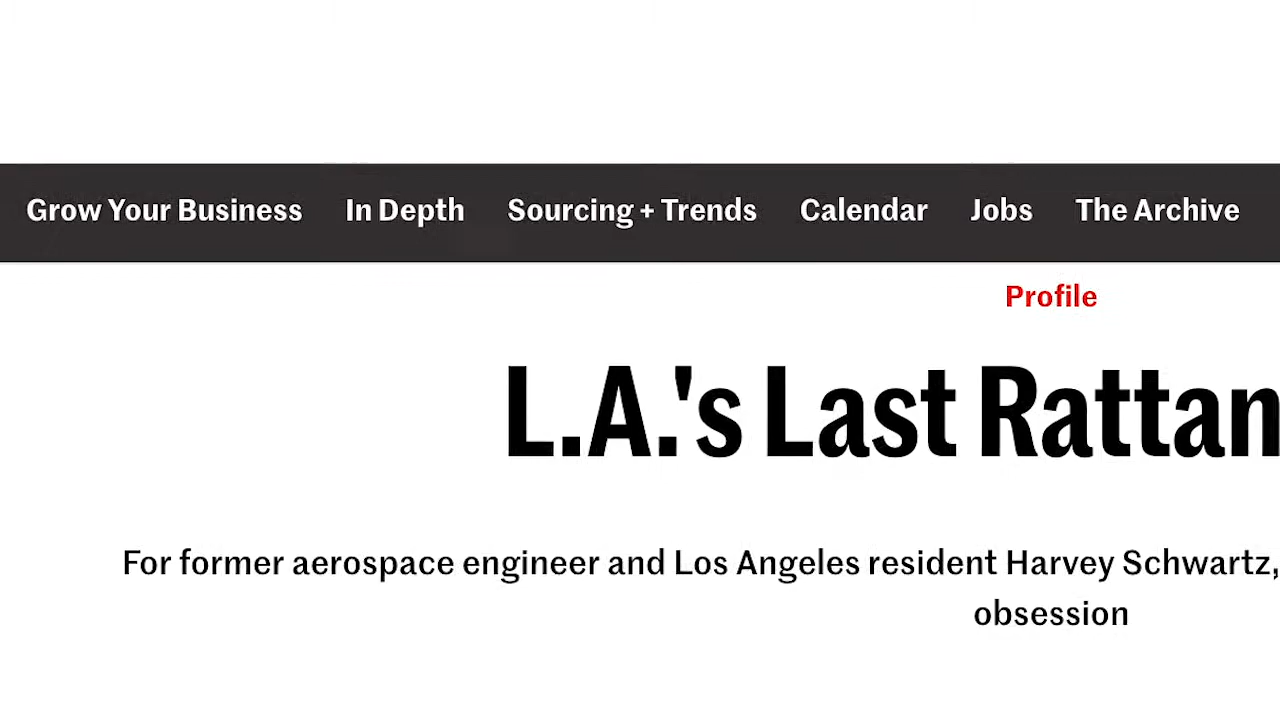 Grow Your Business In Depth Sourcing + Trends Calendar Jobs The Archive
Profile
L.A.'s Last Rattan
For former aerospace engineer and Los Angeles resident Harvey Schwartz,
obsession